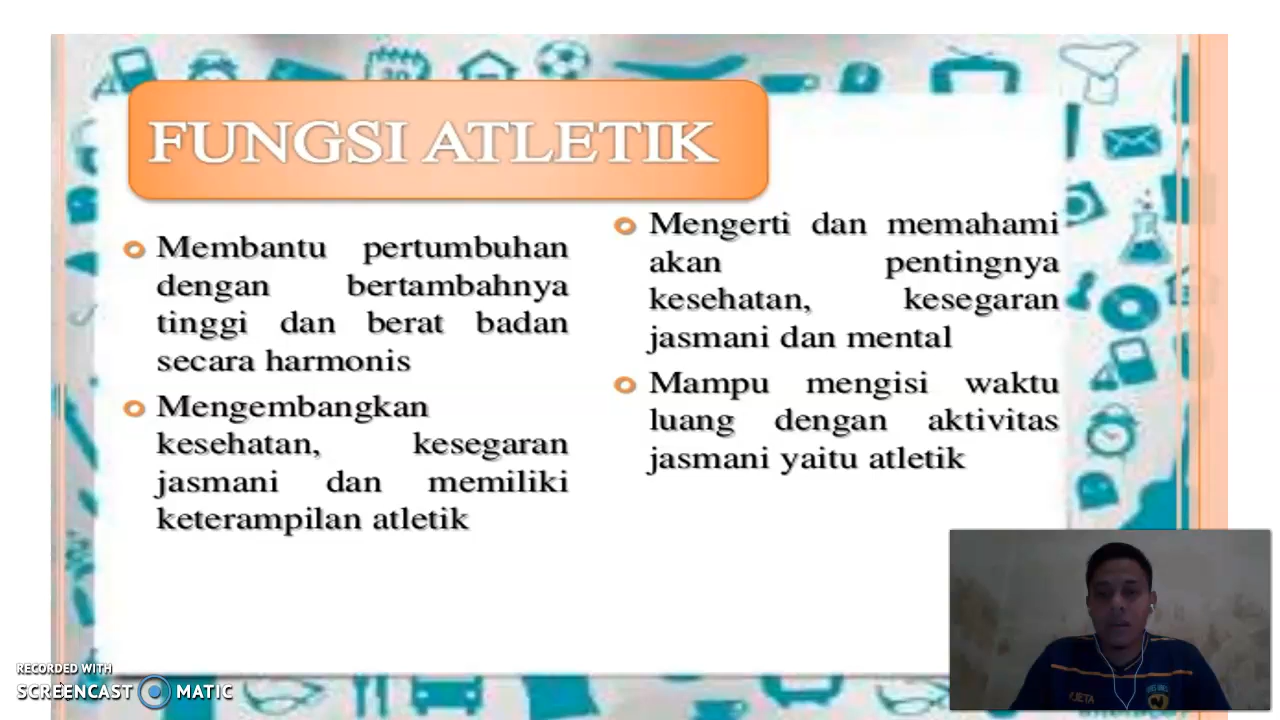 FUNGSI ATLETIK
Membantu pertumbuhan
dengan bertambahnya
tinggi dan berat badan
secara harmonis
Mengembangkan
kesehatan, kesegaran
jasmani dan memiliki
keterampilan atletik
Mengerti dan memahami
akan pentingnya
kesehatan, kesegaran
jasmani dan mental
Mampu mengisi waktu
luang dengan aktivitas
jasmani yaitu atletik
RECORDED WITH
SCREENCAST MATIC